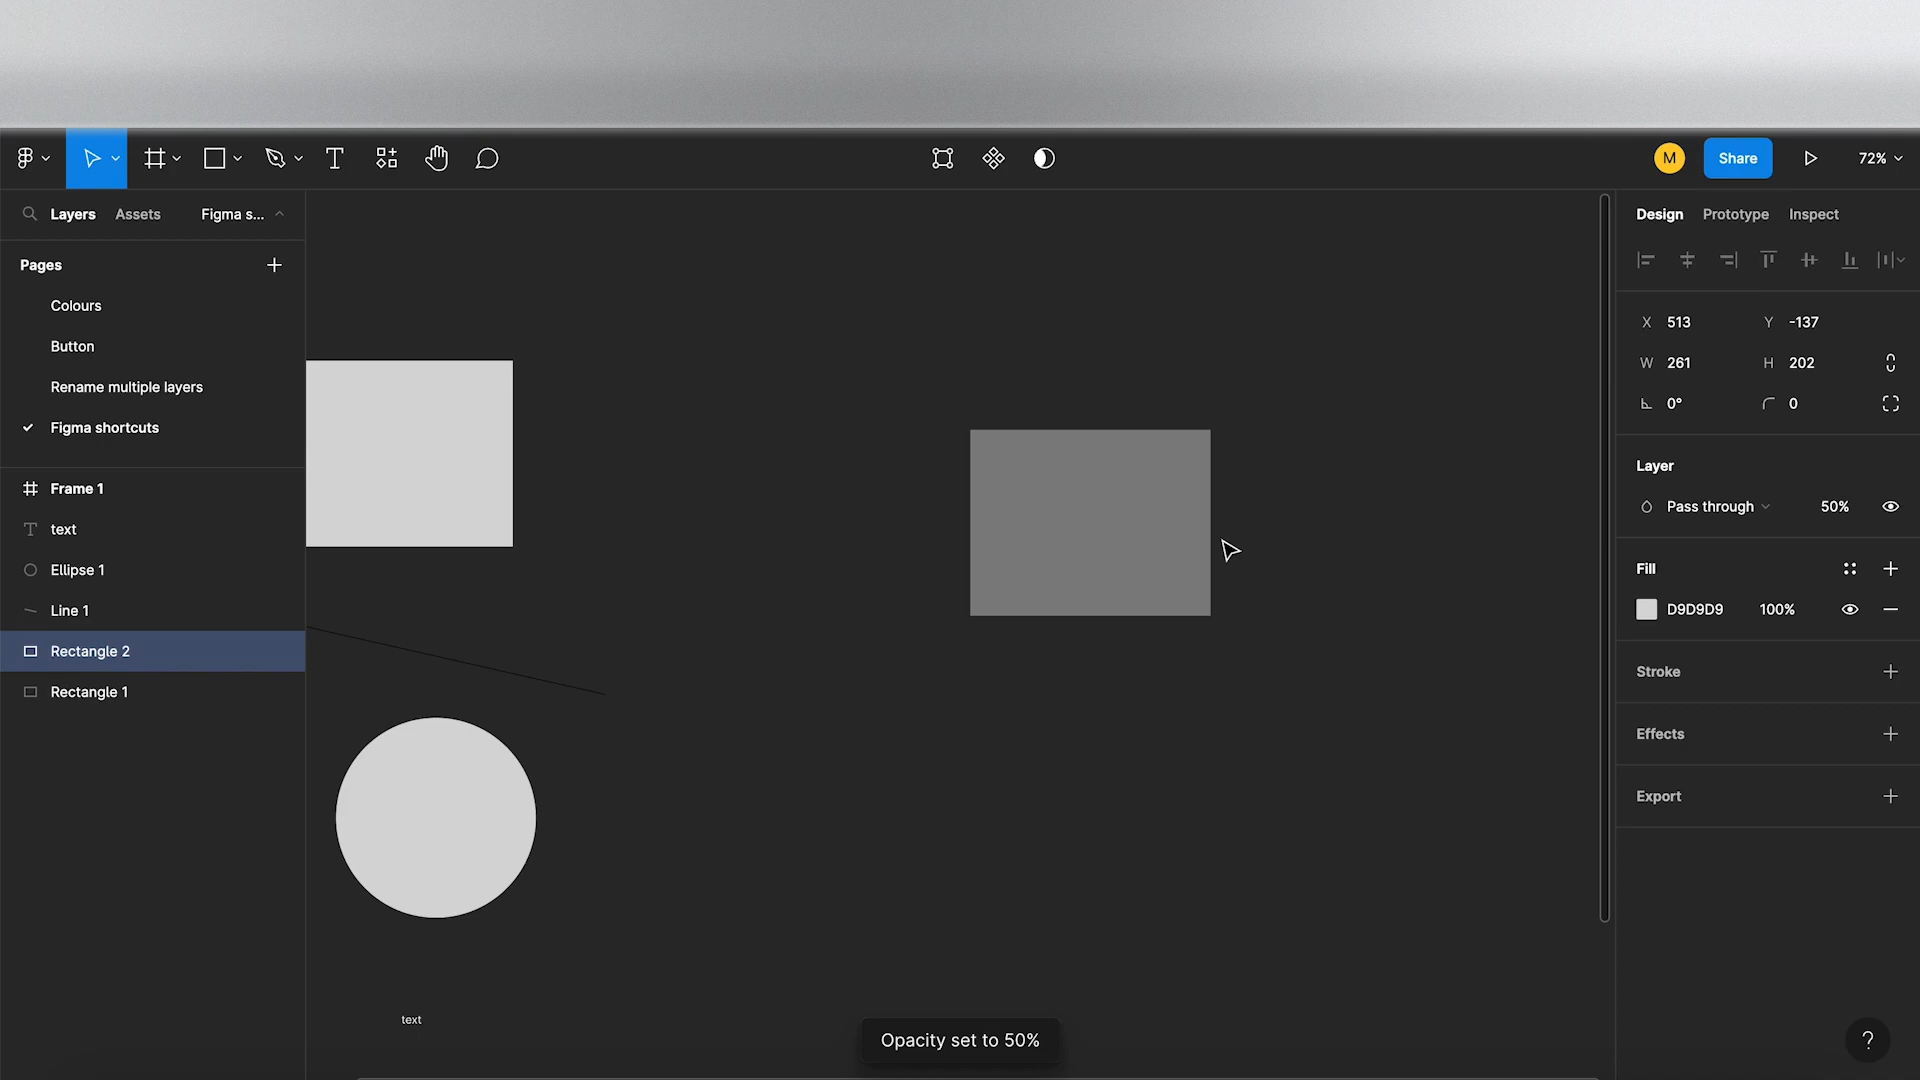 M
Share
72%
Layers
Assets
Figma s...
Design
Prototype
Inspect
Pages
Colours
Button
Rename multiple layers
Figma shortcuts
Frame 1
text
Ellipse 1
Line 1
Rectangle 2
Rectangle 1
X 513 Y -137
W 261 H 202
0° 0
Layer
Pass through 50%
Fill
D9D9D9 100%
Stroke
Effects
Export
text
Opacity set to 50%
?